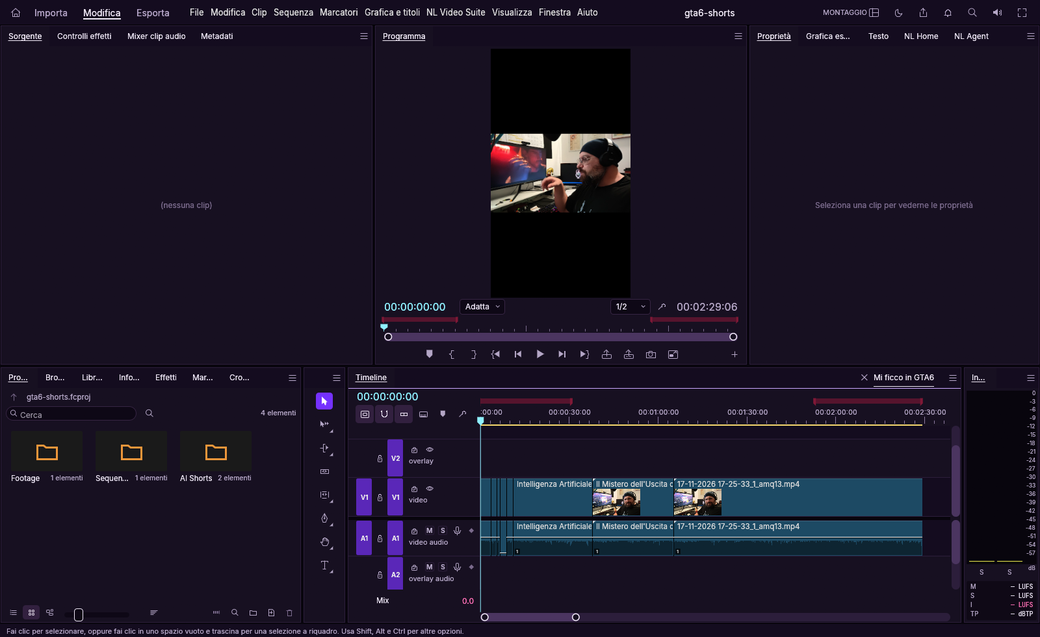 Importa Modifica Esporta File Modifica Clip Sequenza Marcatori Grafica e titoli NL Video Suite Visualizza Finestra Aiuto gta6-shorts MONTAGGIO
Sorgente Controlli effetti Mixer clip audio Metadati
(nessuna clip)
Programma
00:00:00:00 Adatta 1/2 00:02:29:06
Proprietà Grafica es... Testo NL Home NL Agent
Seleziona una clip per vederne le proprietà
Pro... Bro... Libr... Info... Effetti Mar... Cro...
gta6-shorts.fcproj
Cerca 4 elementi
Footage 1 elementi Sequen... 1 elementi AI Shorts 2 elementi
Timeline Mi ficco in GTA6
00:00:00:00
:00:00 00:00:30:00 00:01:00:00 00:01:30:00 00:02:00:00 00:02:30:00
V2 overlay
V1 V1 video
Intelligenza Artificiale Il Mistero dell'Uscita d 17-11-2026 17-25-33_1_amq13.mp4
A1 A1 M S video audio
Intelligenza Artificiale Il Mistero dell'Uscita d 17-11-2026 17-25-33_1_amq13.mp4
1 1 1
A2 M S overlay audio
Mix 0.0
In...
0
-3
-6
-9
-12
-15
-18
-21
-24
-27
-30
-33
-36
-39
-42
-45
-48
-51
-54
-57
dB
S S
M – LUFS
S – LUFS
I – LUFS
TP – dBTP
Fai clic per selezionare, oppure fai clic in uno spazio vuoto e trascina per una selezione a riquadro. Usa Shift, Alt e Ctrl per altre opzioni.